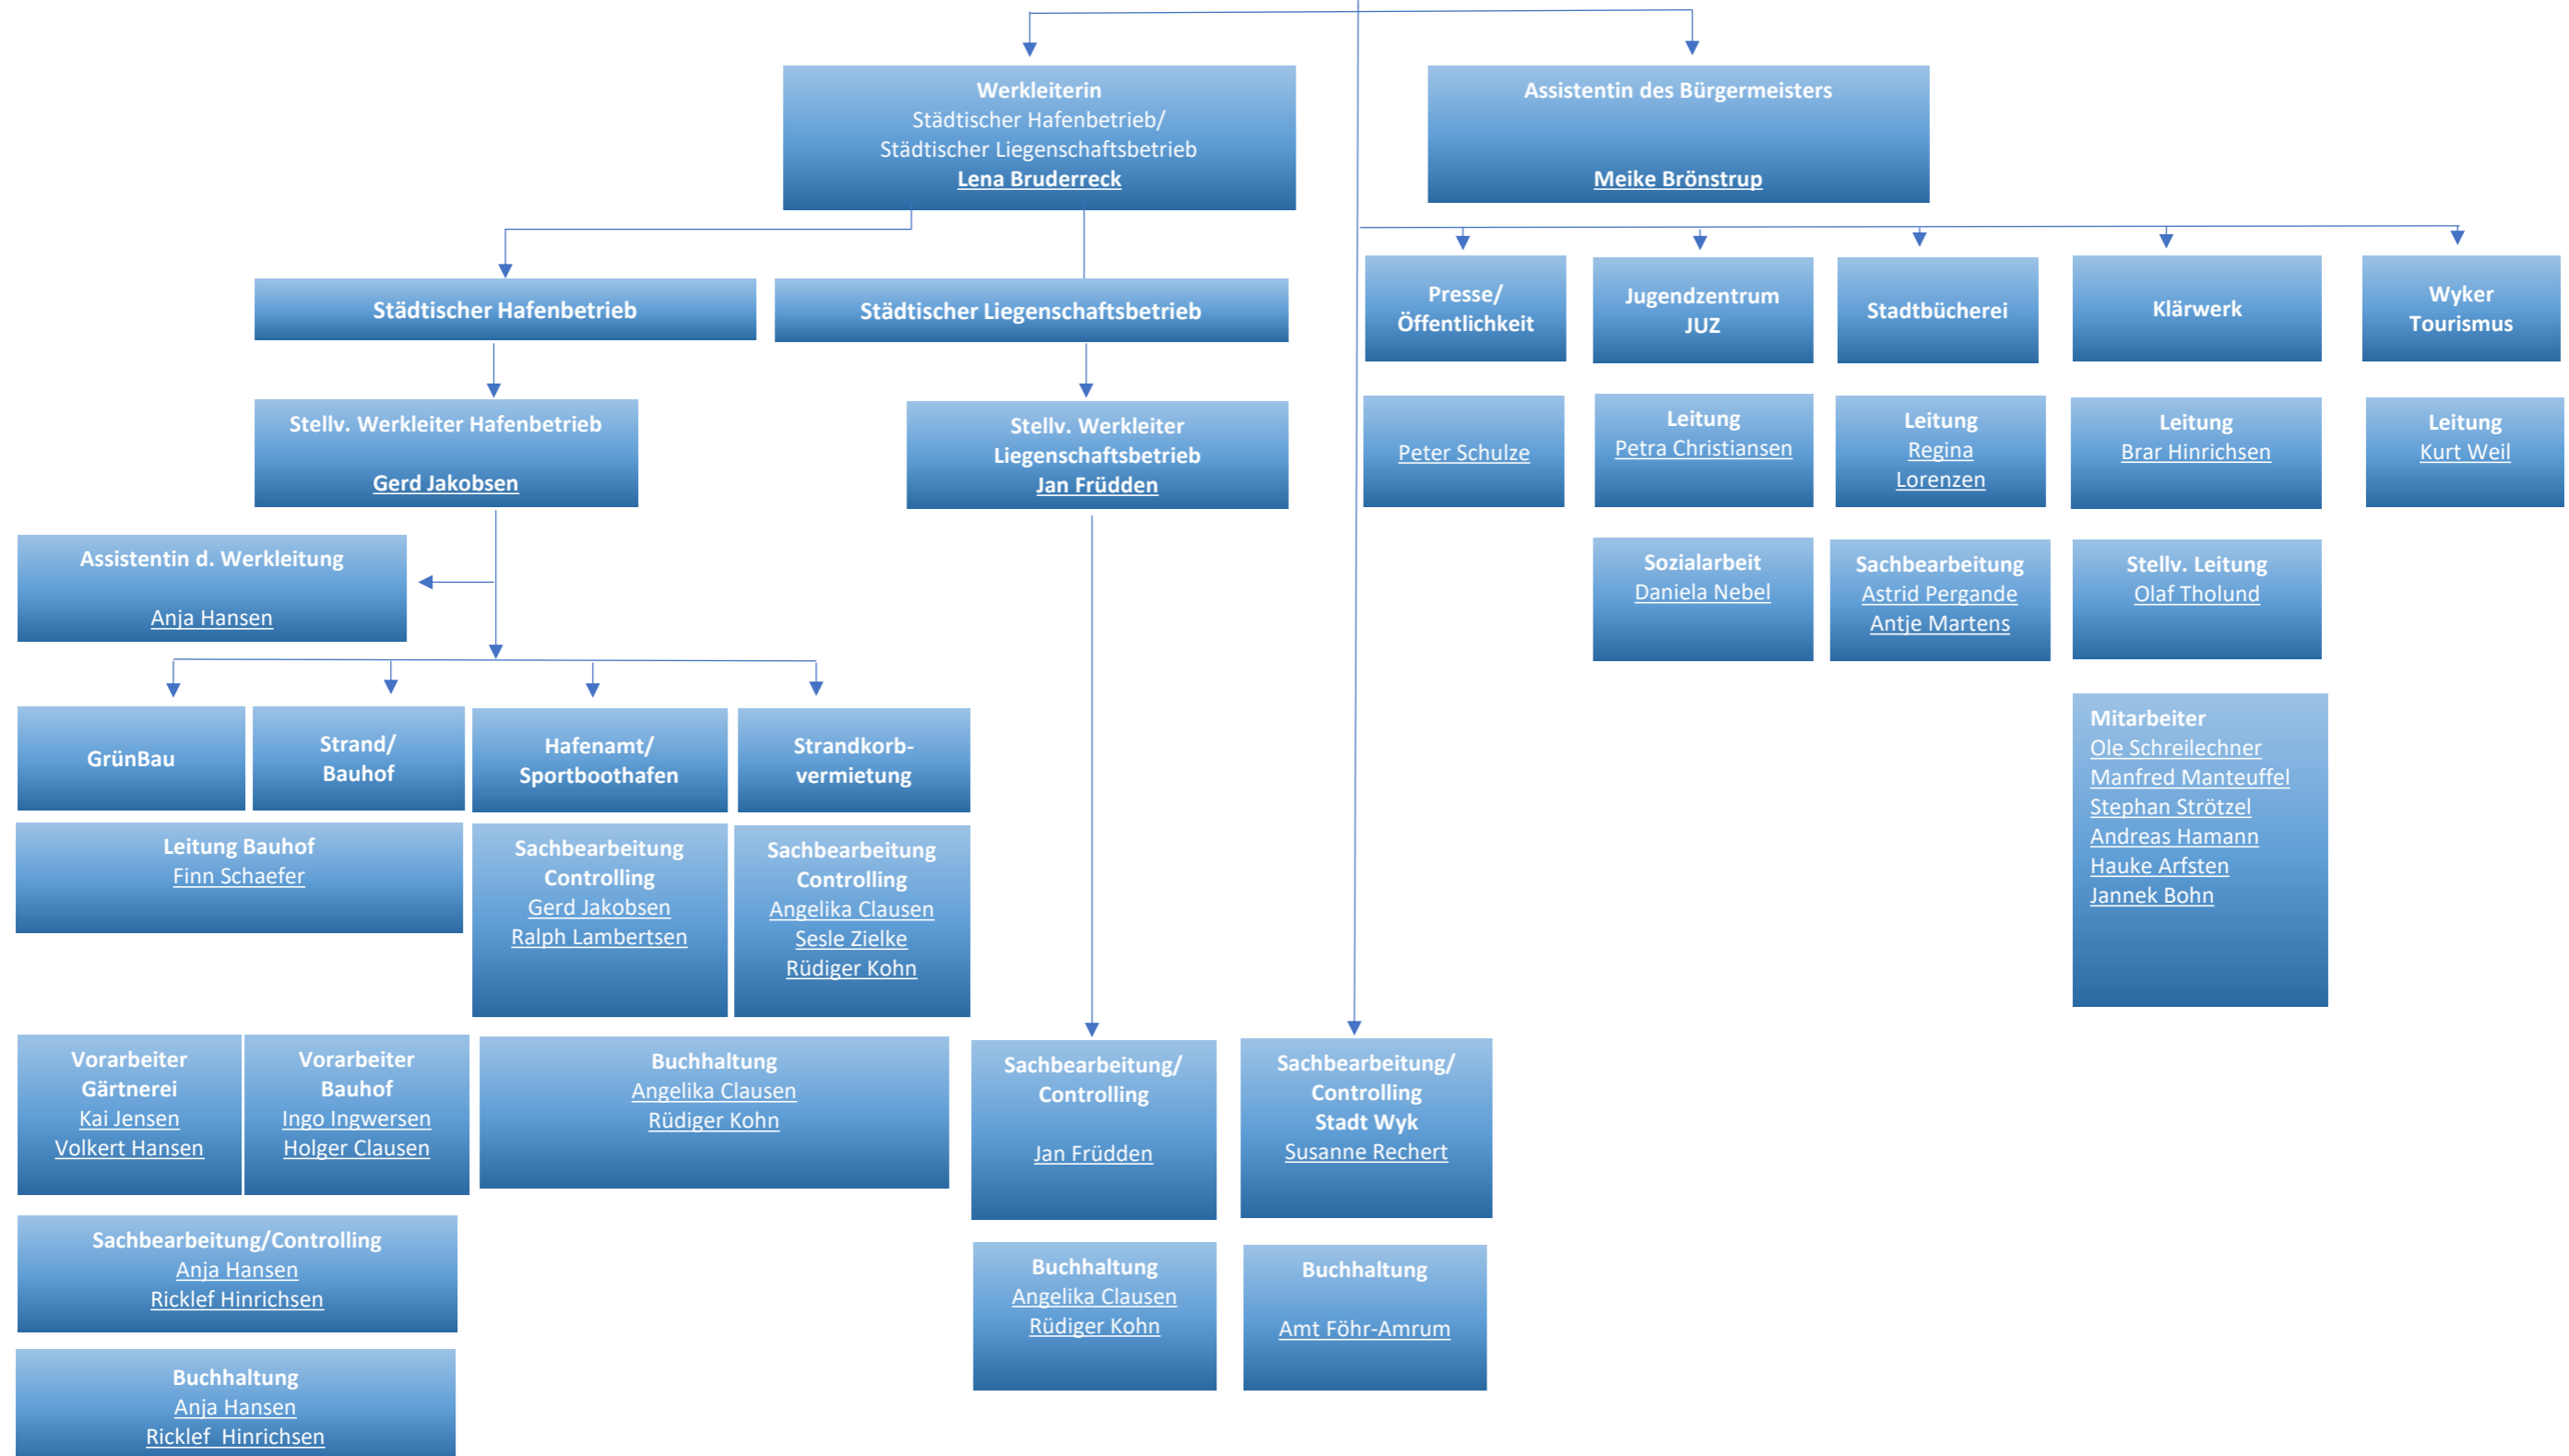 Werkleiterin
Städtischer Hafenbetrieb/
Städtischer Liegenschaftsbetrieb
Lena Bruderreck
Assistentin des Bürgermeisters
Meike Brönstrup
Städtischer Hafenbetrieb
Städtischer Liegenschaftsbetrieb
Presse/
Öffentlichkeit
Jugendzentrum
JUZ
Stadtbücherei
Klärwerk
Wyker
Tourismus
Stellv. Werkleiter Hafenbetrieb
Gerd Jakobsen
Stellv. Werkleiter
Liegenschaftsbetrieb
Jan Früdden
Peter Schulze
Leitung
Petra Christiansen
Leitung
Regina
Lorenzen
Leitung
Brar Hinrichsen
Leitung
Kurt Weil
Assistentin d. Werkleitung
Anja Hansen
Sozialarbeit
Daniela Nebel
Sachbearbeitung
Astrid Pergande
Antje Martens
Stellv. Leitung
Olaf Tholund
GrünBau
Strand/
Bauhof
Hafenamt/
Sportboothafen
Strandkorb-
vermietung
Mitarbeiter
Ole Schreilechner
Manfred Manteuffel
Stephan Strötzel
Andreas Hamann
Hauke Arfsten
Jannek Bohn
Leitung Bauhof
Finn Schaefer
Sachbearbeitung
Controlling
Gerd Jakobsen
Ralph Lambertsen
Sachbearbeitung
Controlling
Angelika Clausen
Sesle Zielke
Rüdiger Kohn
Vorarbeiter
Gärtnerei
Kai Jensen
Volkert Hansen
Vorarbeiter
Bauhof
Ingo Ingwersen
Holger Clausen
Buchhaltung
Angelika Clausen
Rüdiger Kohn
Sachbearbeitung/
Controlling
Jan Früdden
Sachbearbeitung/
Controlling
Stadt Wyk
Susanne Rechert
Sachbearbeitung/Controlling
Anja Hansen
Ricklef Hinrichsen
Buchhaltung
Angelika Clausen
Rüdiger Kohn
Buchhaltung
Amt Föhr-Amrum
Buchhaltung
Anja Hansen
Ricklef Hinrichsen